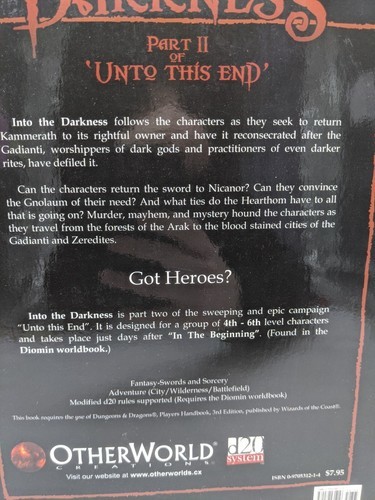 DARKNESS
PART II
OF
'UNTO THIS END'
Into the Darkness follows the characters as they seek to return
Kammerath to its rightful owner and have it reconsecrated after the
Gadianti, worshippers of dark gods and practitioners of even darker
rites, have defiled it.
Can the characters return the sword to Nicanor? Can they convince
the Gnolaum of their need? And what ties do the Hearthom have to all
that is going on? Murder, mayhem, and mystery hound the characters as
they travel from the forests of the Arak to the blood stained cities of the
Gadianti and Zeredites.
Got Heroes?
Into the Darkness is part two of the sweeping and epic campaign
"Unto this End". It is designed for a group of 4th - 6th level characters
and takes place just days after "In The Beginning". (Found in the
Diomin worldbook.)
Fantasy-Swords and Sorcery
Adventure (City/Wilderness/Battlefield)
Modified d20 rules supported (Requires the Diomin worldbook)
This book requires the use of Dungeons & Dragons®, Players Handbook, 3rd Edition, published by Wizards of the Coast®.
OTHERWORLD
CREATIONS
d20
system
Visit our website at www.otherworlds.cx
ISBN 0-9705312-1-4 $7.95